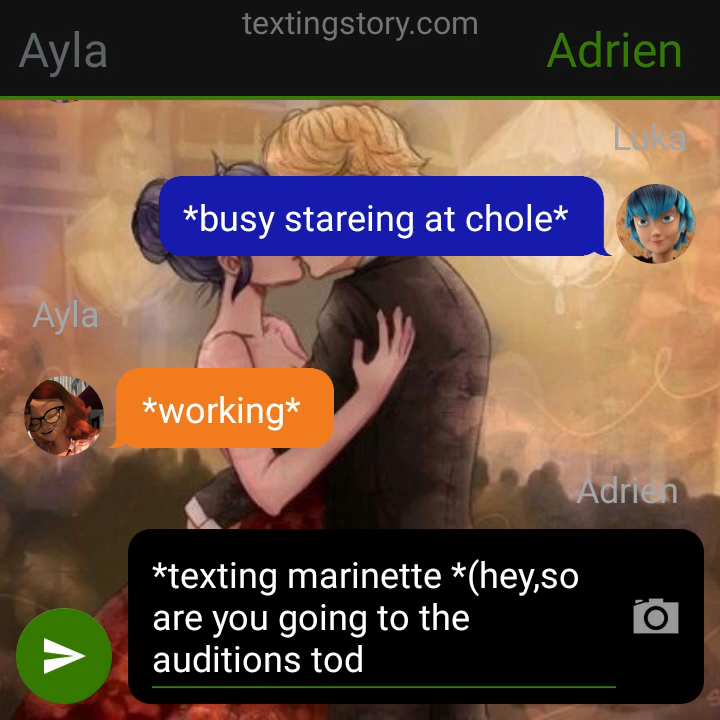 textingstory.com
Ayla
Adrien
Luka
*busy stareing at chole*
Ayla
*working*
Adrien
*texting marinette *(hey,so
are you going to the
auditions tod